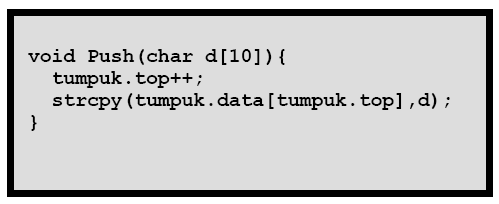 void Push(char d[10]){
  tumpuk.top++;
  strcpy(tumpuk.data[tumpuk.top],d);
}